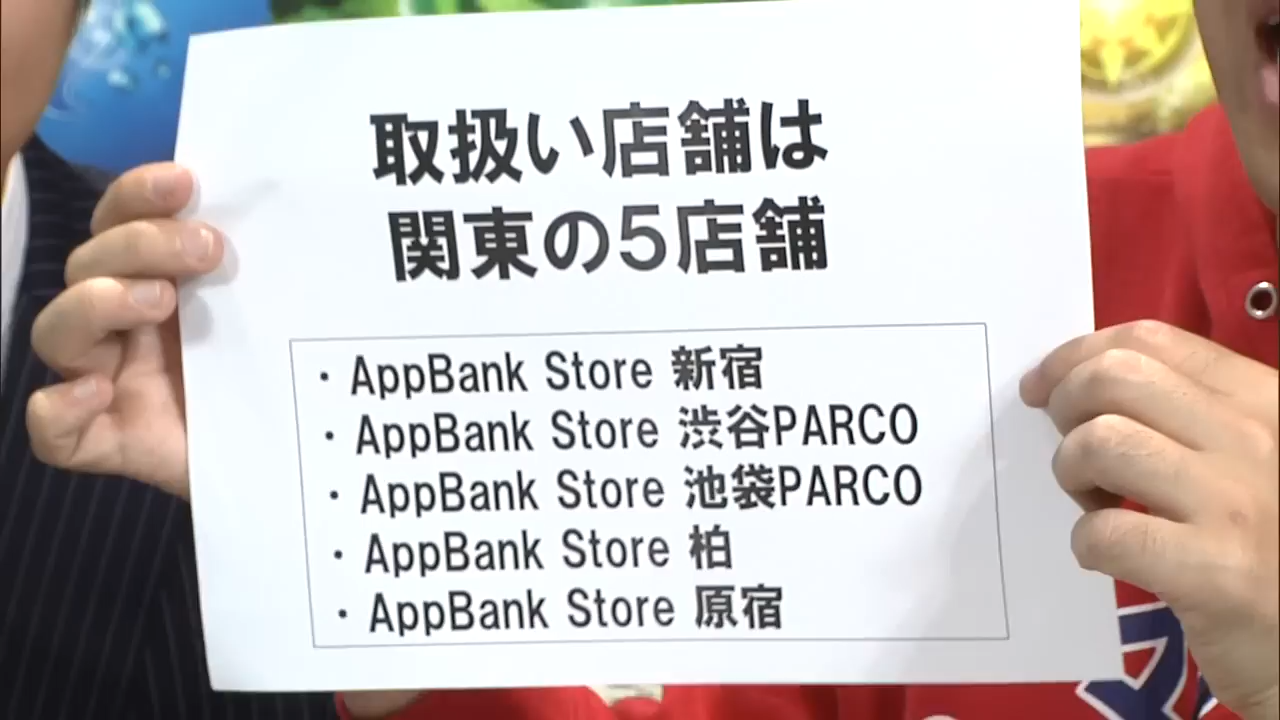 取扱い店舗は
関東の5店舗
・AppBank Store 新宿
・AppBank Store 渋谷PARCO
・AppBank Store 池袋PARCO
・AppBank Store 柏
・AppBank Store 原宿